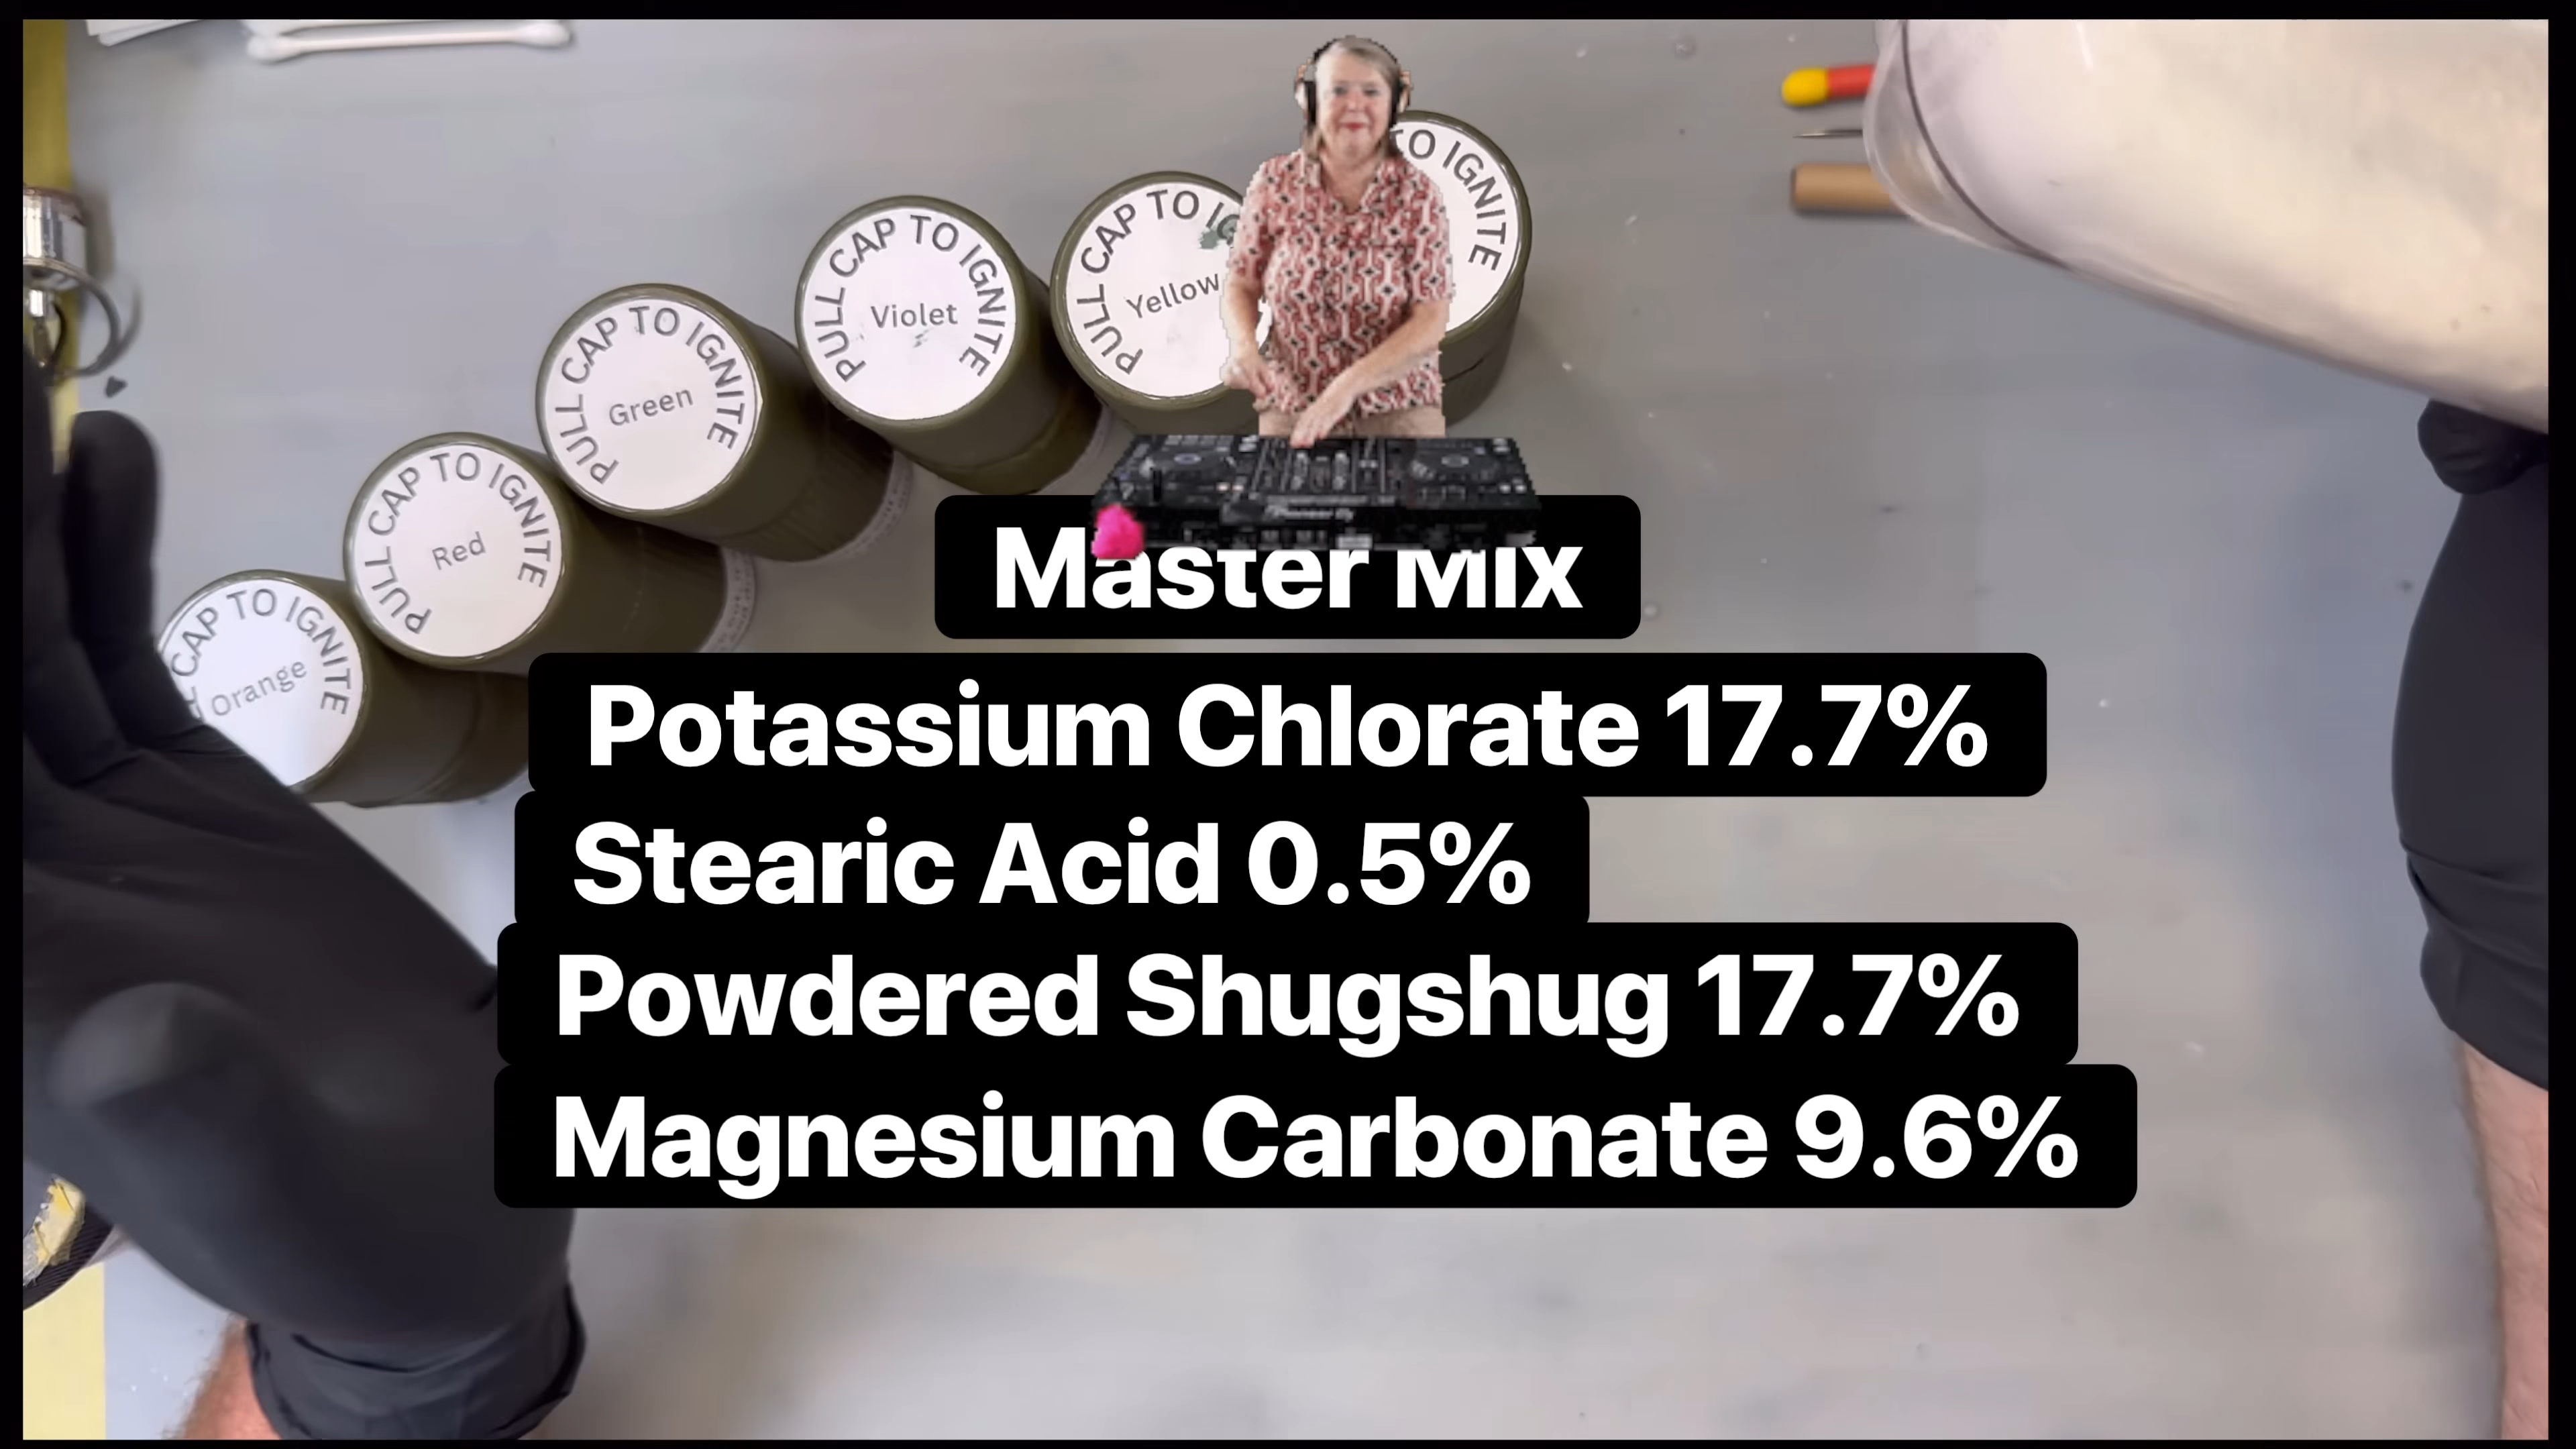 PULL CAP TO IGNITE
Yellow
TO IGNITE
PULL CAP TO IGNITE
Violet
PULL CAP TO IGNITE
Green
PULL CAP TO IGNITE
Red
CAP TO IGNITE
Orange
Master Mix
Potassium Chlorate 17.7%
Stearic Acid 0.5%
Powdered Shugshug 17.7%
Magnesium Carbonate 9.6%